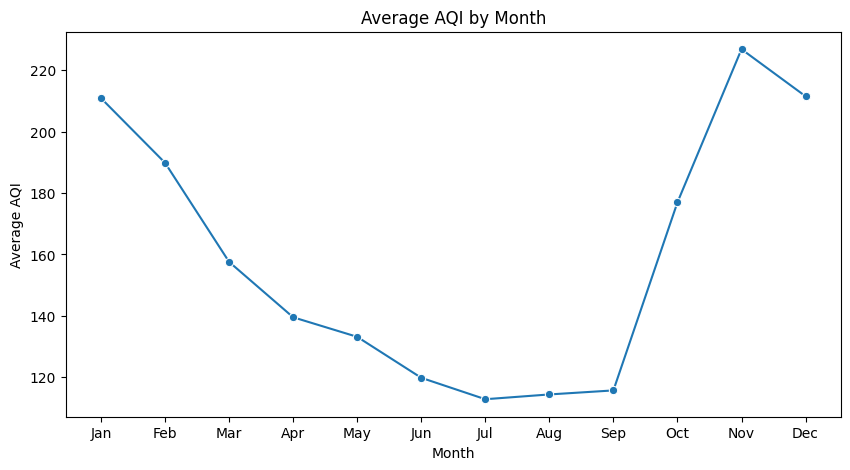 Average AQI by Month
Average AQI
220
200
180
160
140
120
Jan Feb Mar Apr May Jun Jul Aug Sep Oct Nov Dec
Month